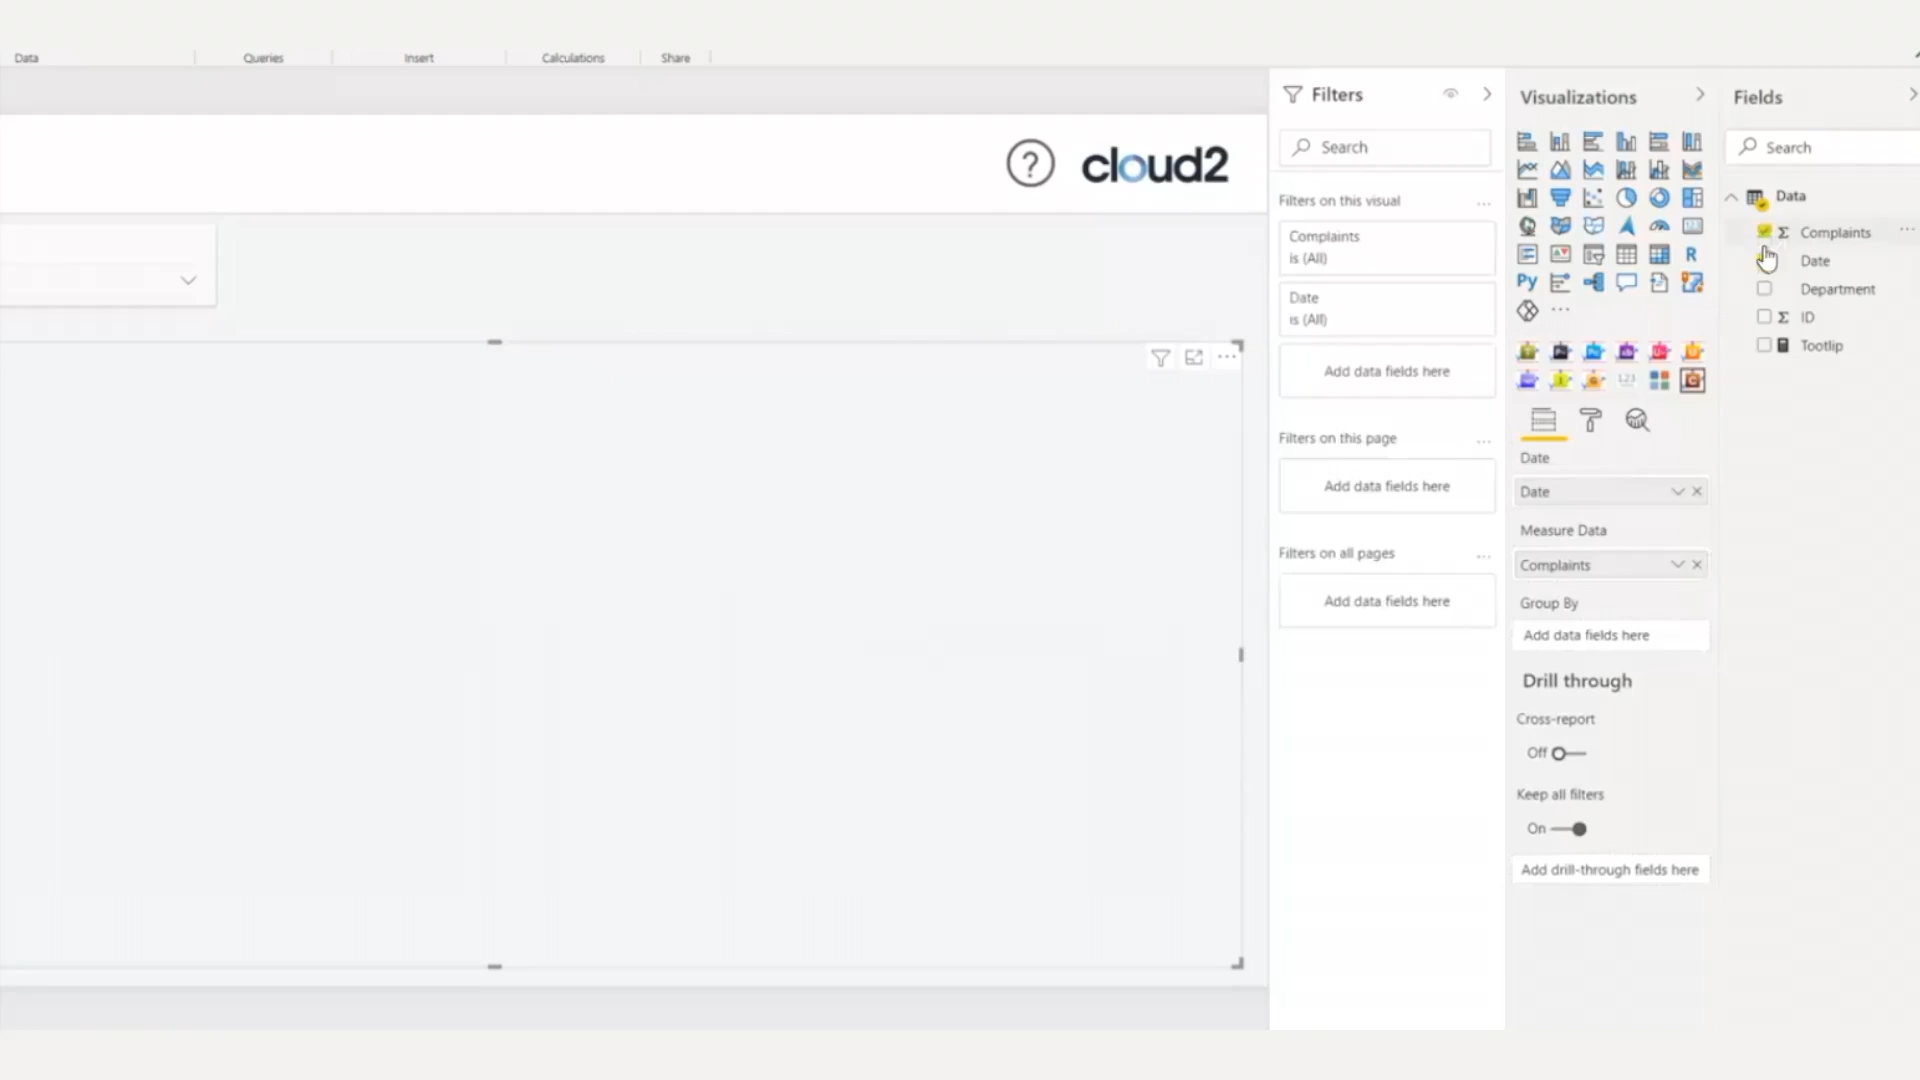 Data
Queries
Insert
Calculations
Share
?
cloud2
Filters
Search
Filters on this visual
...
Complaints
is (All)
Date
is (All)
Add data fields here
Filters on this page
...
Add data fields here
Filters on all pages
...
Add data fields here
Visualizations
R
Py
...
123
Date
Date
Measure Data
Complaints
Group By
Add data fields here
Drill through
Cross-report
Off
Keep all filters
On
Add drill-through fields here
Fields
Search
Data
Σ Complaints
...
Date
Department
Σ ID
Tootlip